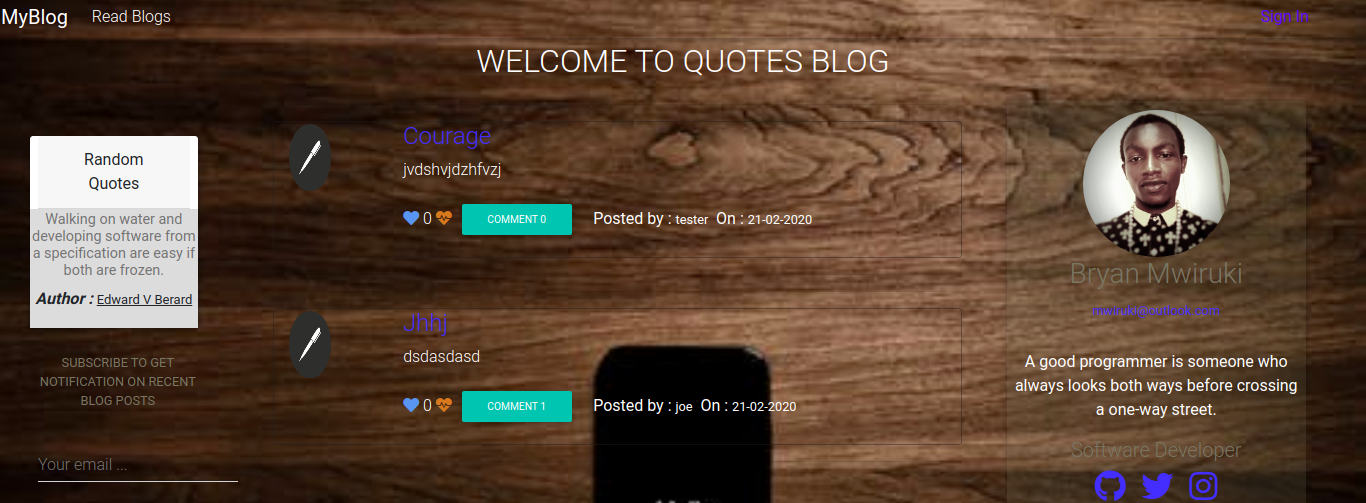 MyBlog Read Blogs Sign In
WELCOME TO QUOTES BLOG
Random
Quotes
Walking on water and
developing software from
a specification are easy if
both are frozen.
Author : Edward V Berard
SUBSCRIBE TO GET
NOTIFICATION ON RECENT
BLOG POSTS
Your email ...
Courage
jvdshvjdzhfvzj
0 COMMENT 0 Posted by : tester On : 21-02-2020
Jhhj
dsdasdasd
0 COMMENT 1 Posted by : joe On : 21-02-2020
Bryan Mwiruki
mwiruki@outlook.com
A good programmer is someone who
always looks both ways before crossing
a one-way street.
Software Developer